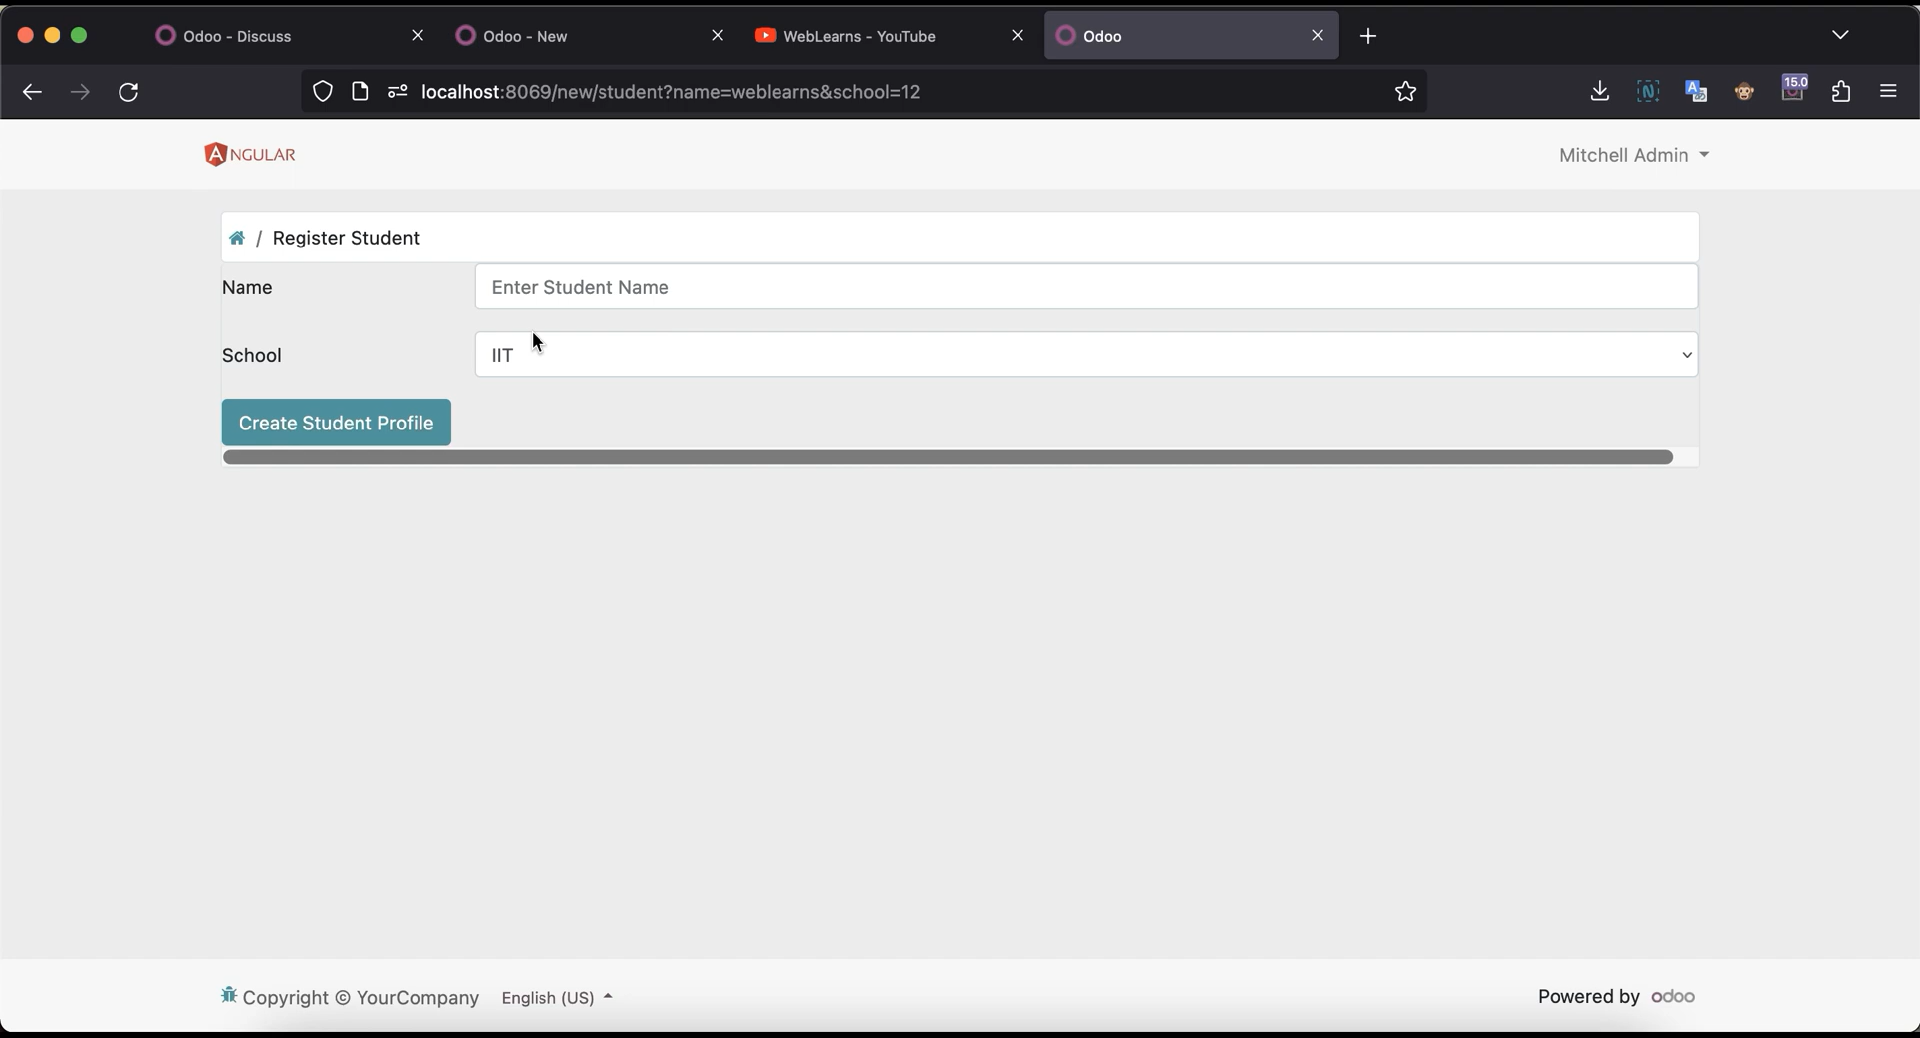 Odoo - Discuss
Odoo - New
WebLearns - YouTube
Odoo
localhost:8069/new/student?name=weblearns&school=12
15.0
ANGULAR
Mitchell Admin
/ Register Student
Name
Enter Student Name
School
IIT
Create Student Profile
Copyright © YourCompany
English (US)
Powered by odoo